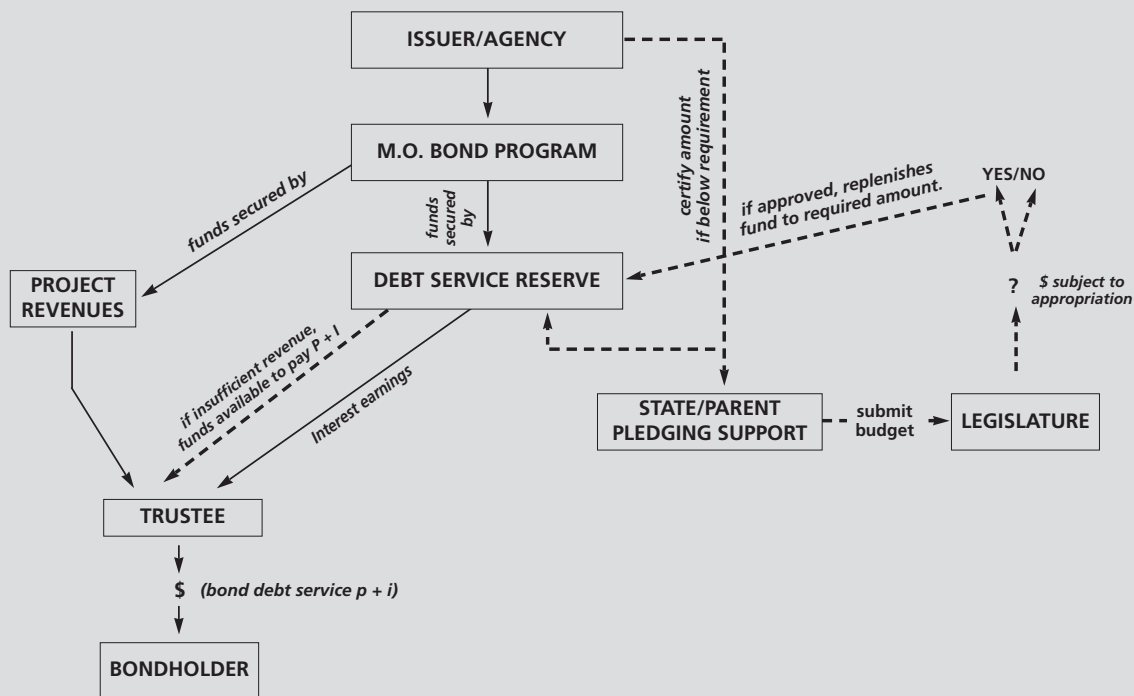 ISSUER/AGENCY
M.O. BOND PROGRAM
certify amount
if below requirement
funds secured by
funds
secured
by
if approved, replenishes
fund to required amount.
YES/NO
PROJECT
REVENUES
DEBT SERVICE RESERVE
?
$ subject to
appropriation
if insufficient revenue,
funds available to pay P + I
Interest earnings
STATE/PARENT
PLEDGING SUPPORT
submit
budget
LEGISLATURE
TRUSTEE
$ (bond debt service p + i)
BONDHOLDER